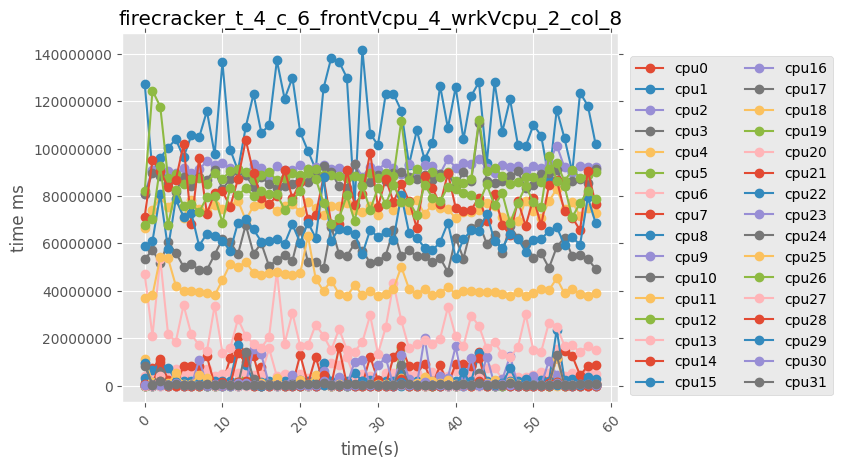 firecracker_t_4_c_6_frontVcpu_4_wrkVcpu_2_col_8
140000000
120000000
100000000
80000000
60000000
40000000
20000000
0
time ms
0
10
20
30
40
50
60
time(s)
cpu0
cpu1
cpu2
cpu3
cpu4
cpu5
cpu6
cpu7
cpu8
cpu9
cpu10
cpu11
cpu12
cpu13
cpu14
cpu15
cpu16
cpu17
cpu18
cpu19
cpu20
cpu21
cpu22
cpu23
cpu24
cpu25
cpu26
cpu27
cpu28
cpu29
cpu30
cpu31